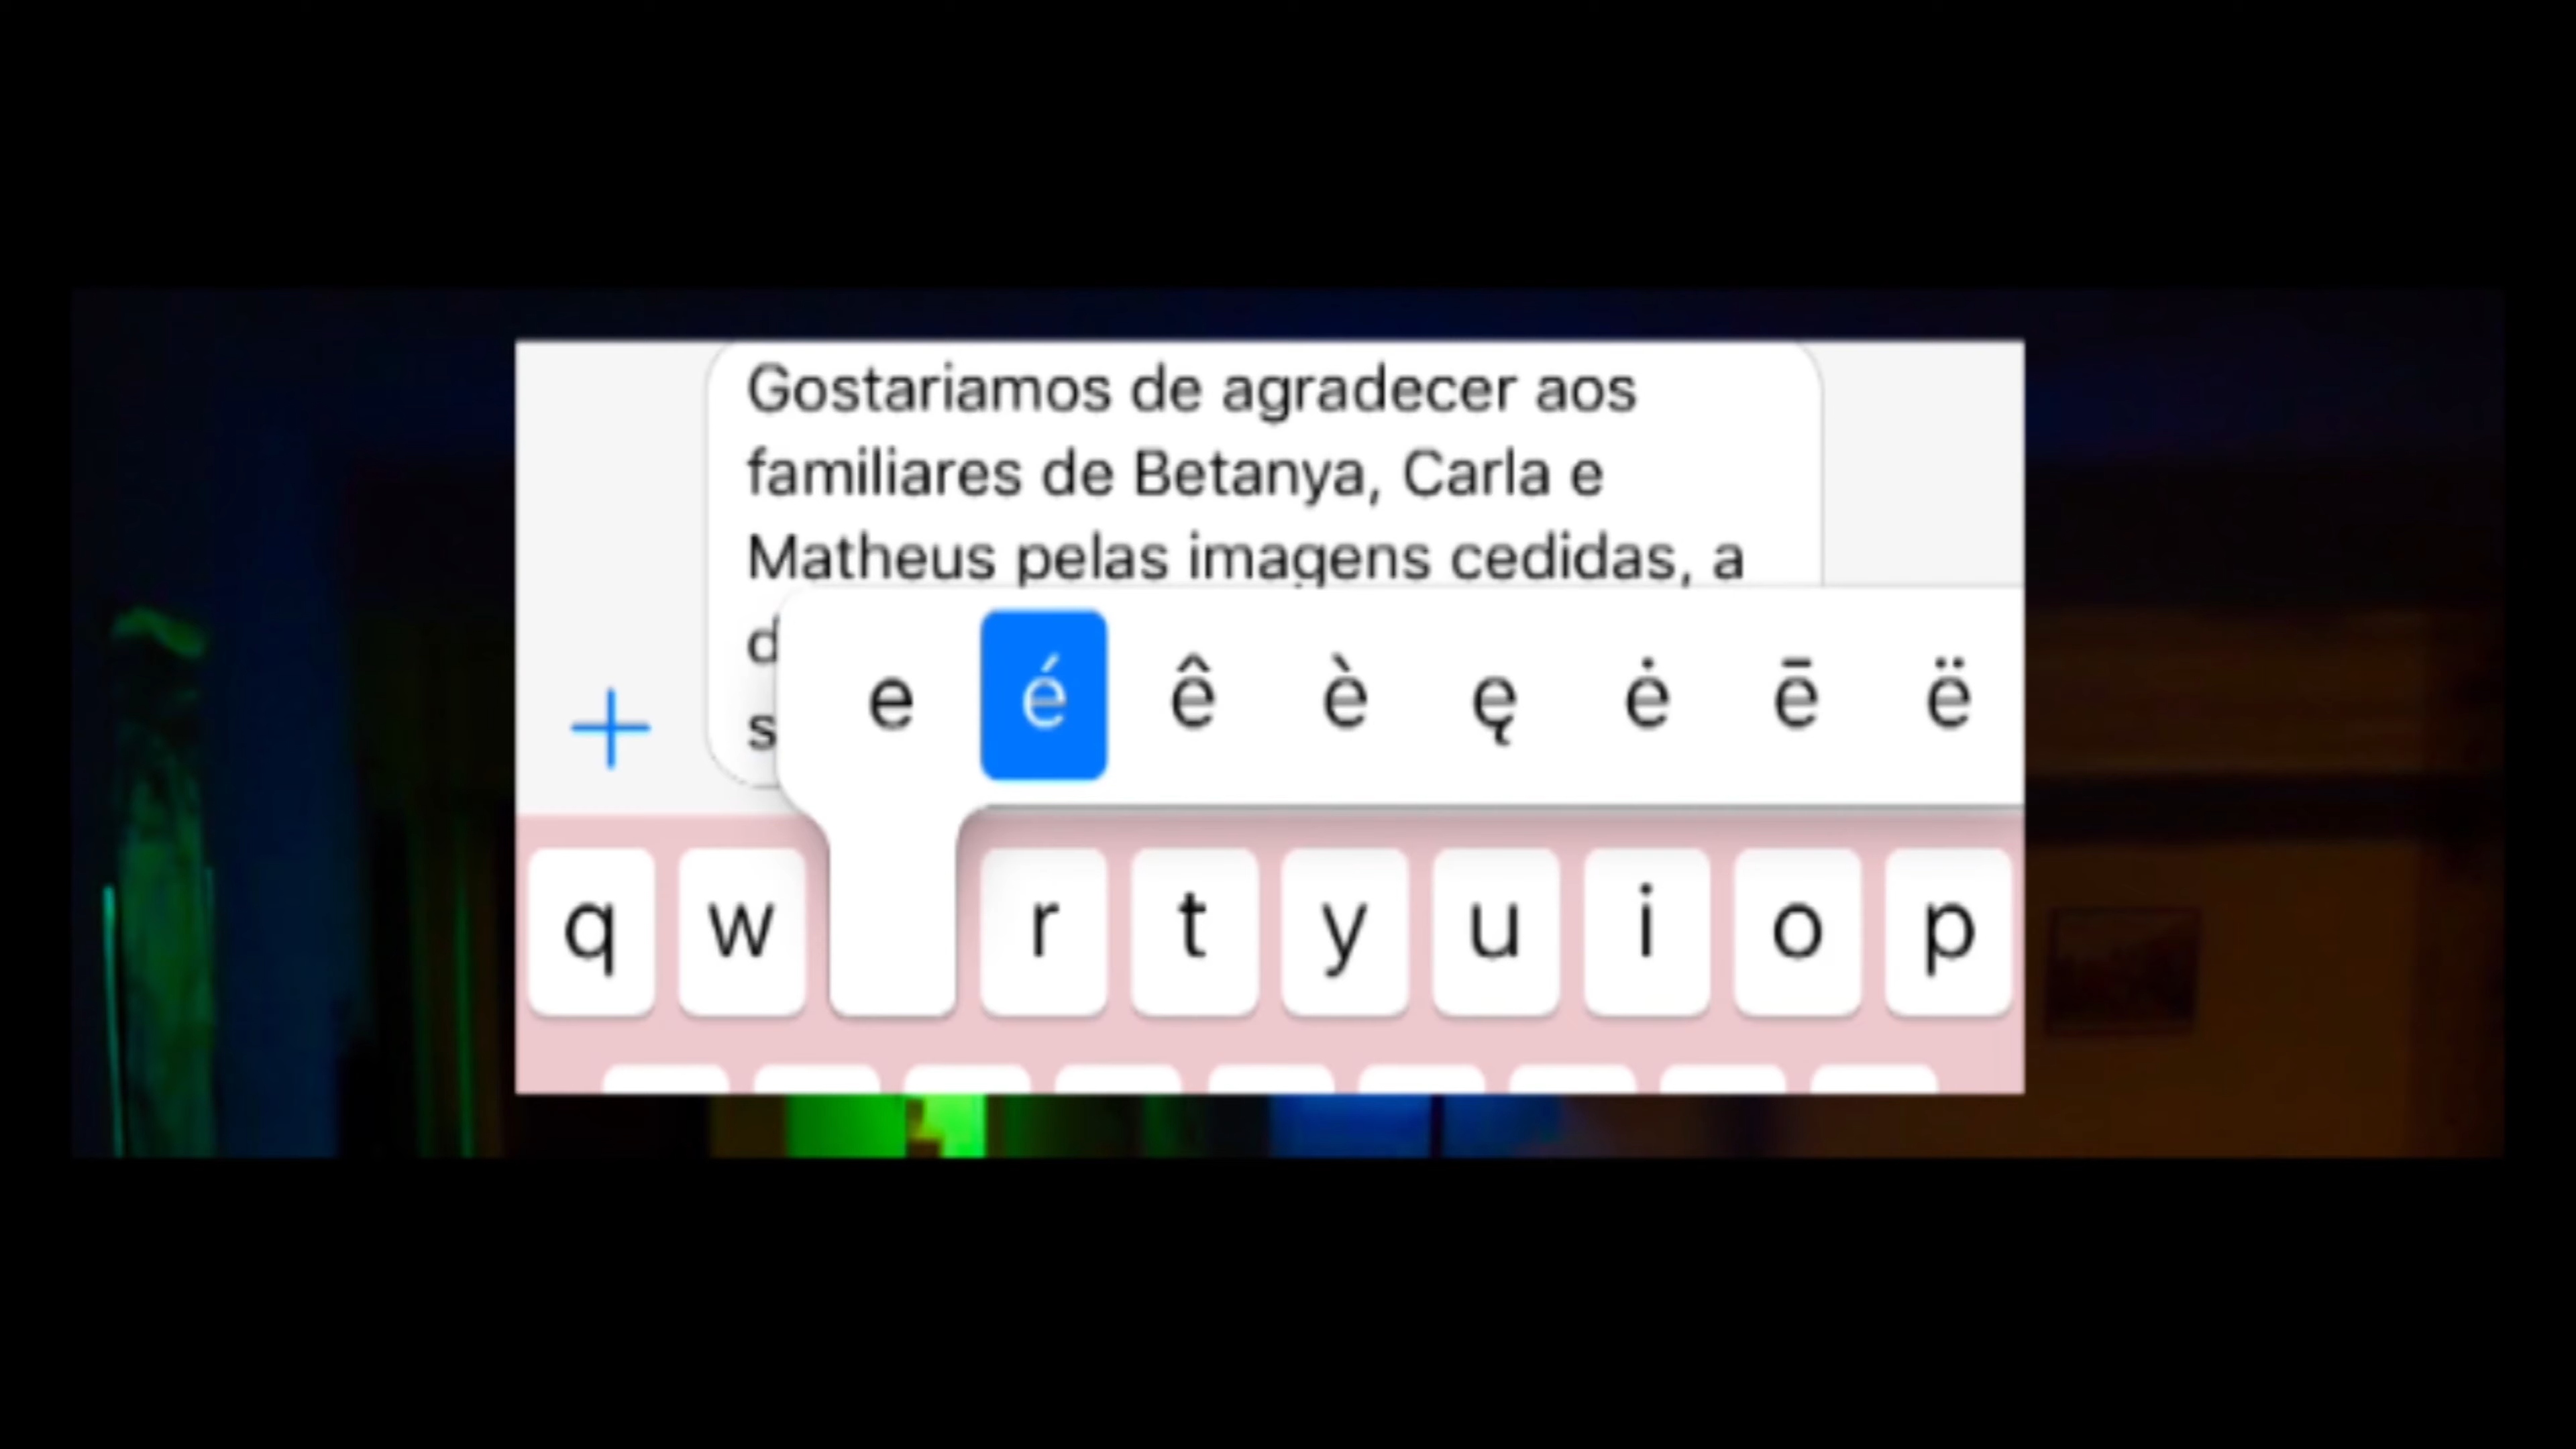 Gostariamos de agradecer aos
familiares de Betanya, Carla e
Matheus pelas imagens cedidas, a
e é ê è ę ė ē ë
q w r t y u i o p